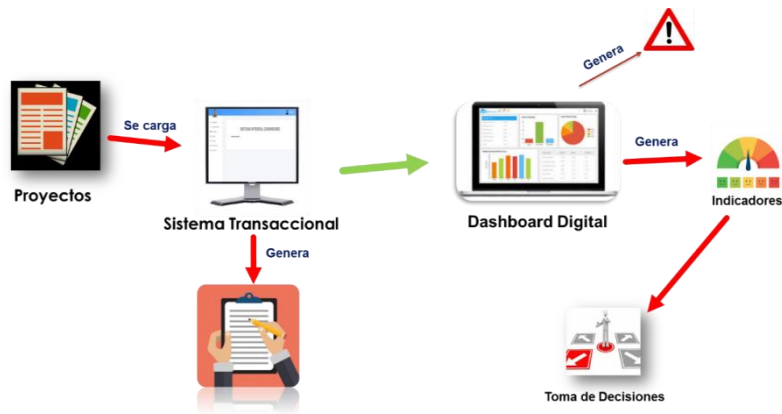 Genera
Se carga
Genera
Proyectos
Indicadores
Sistema Transaccional
Dashboard Digital
Genera
Toma de Decisiones